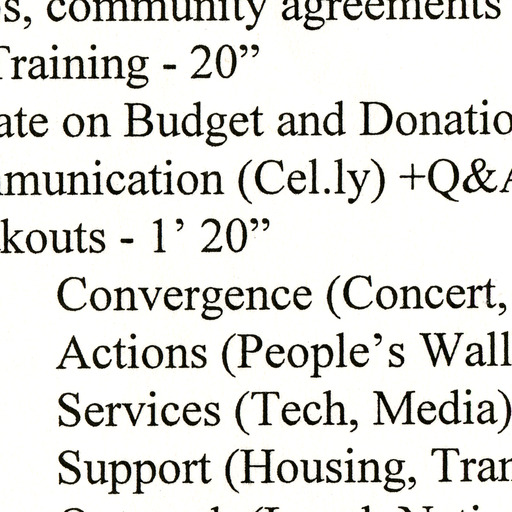 s, community agreements
Training - 20”
ate on Budget and Donatio
munication (Cel.ly) +Q&A
kouts - 1’ 20”
Convergence (Concert,
Actions (People’s Wall
Services (Tech, Media)
Support (Housing, Tran